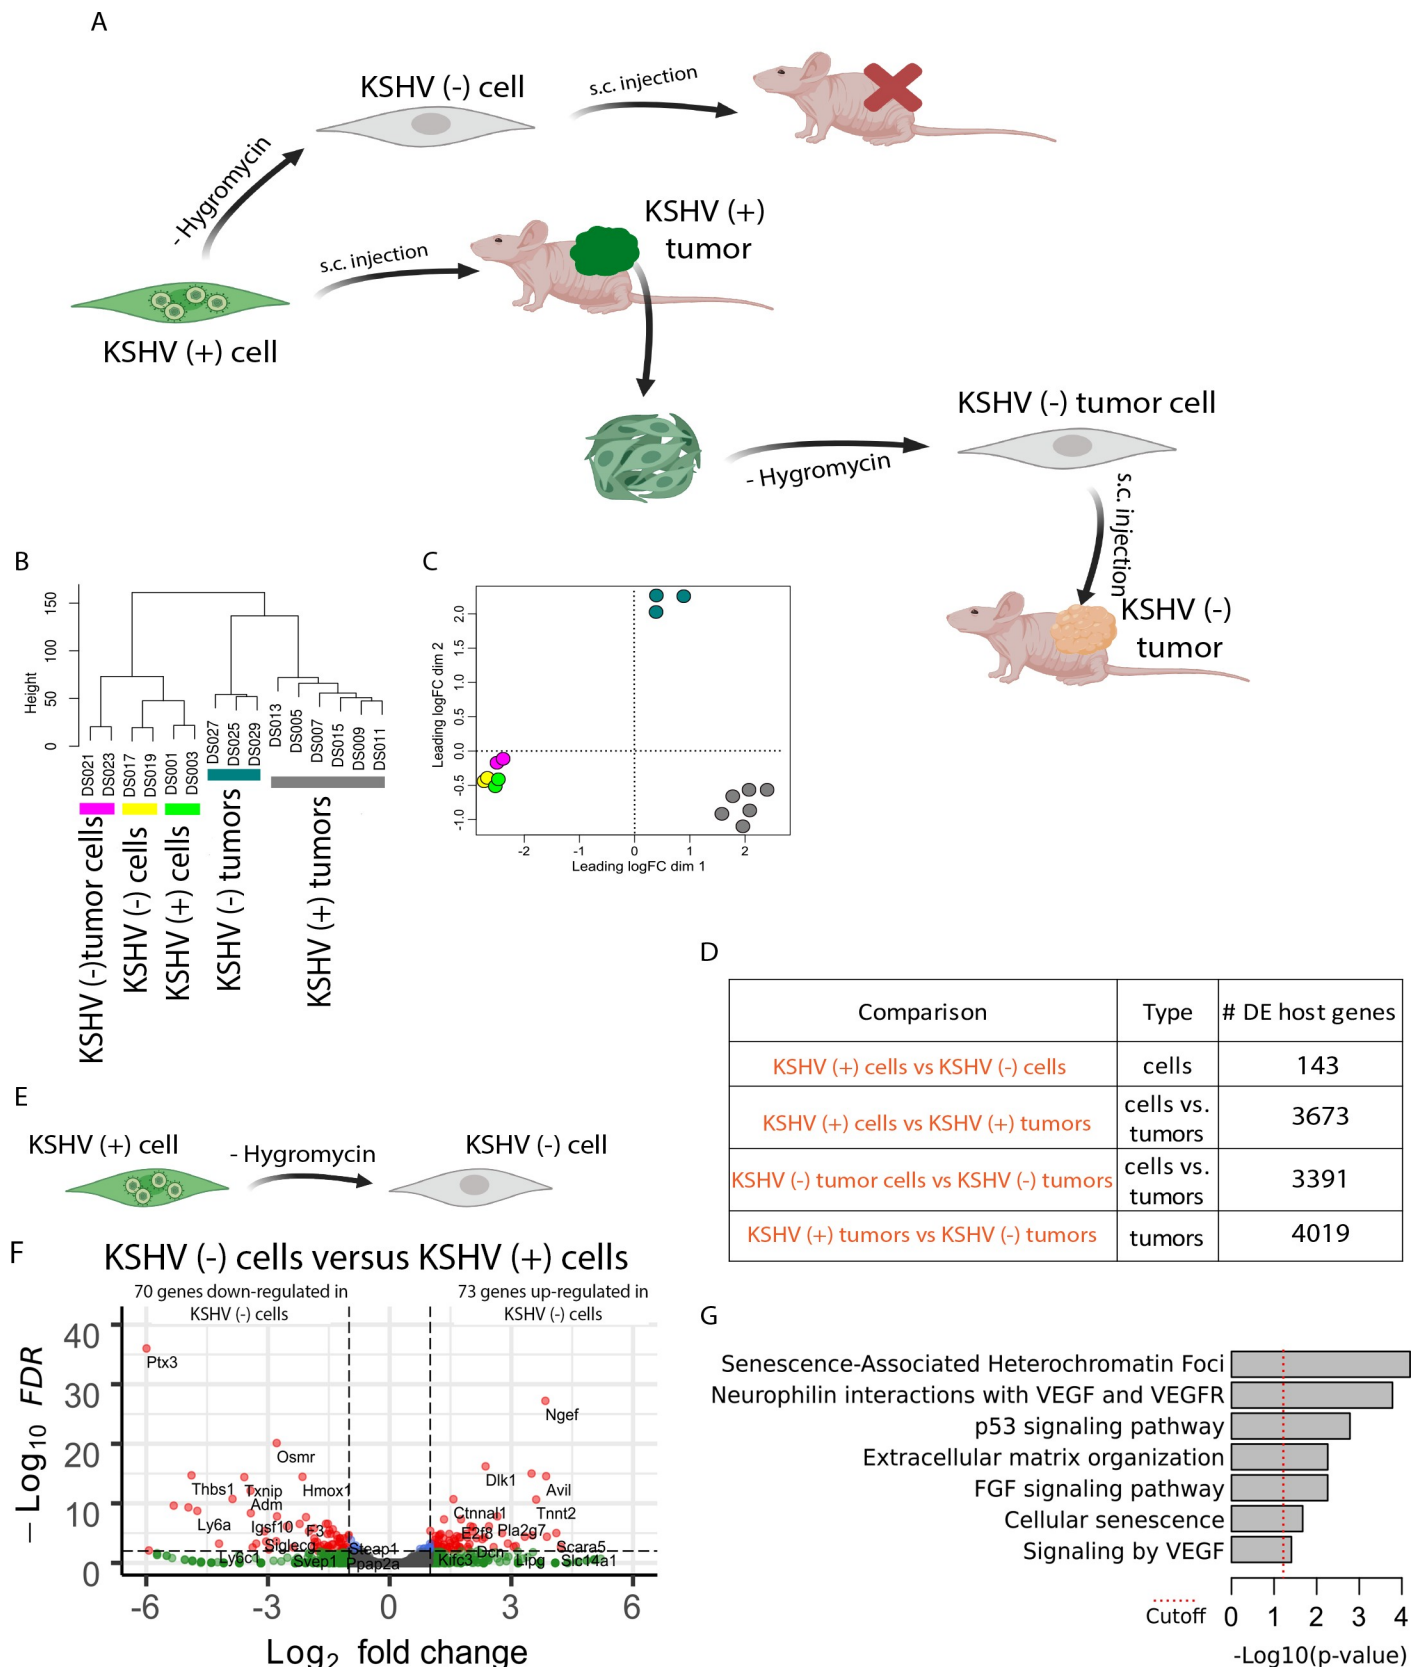 A
KSHV (-) cell
s.c. injection
- Hygromycin
KSHV (+)
tumor
s.c. injection
KSHV (+) cell
KSHV (-) tumor cell
- Hygromycin
s.c. injection
KSHV (-)
tumor
B
Height
0
50
100
150
DS021
DS023
DS017
DS019
DS001
DS003
DS027
DS025
DS029
DS013
DS005
DS007
DS015
DS009
DS011
KSHV (-)tumor cells
KSHV (-) cells
KSHV (+) cells
KSHV (-) tumors
KSHV (+) tumors
C
Leading logFC dim 2
2.0
1.5
1.0
0.5
0.0
-0.5
-1.0
-2 -1 0 1 2
Leading logFC dim 1
D
Comparison Type # DE host genes
KSHV (+) cells vs KSHV (-) cells cells 143
KSHV (+) cells vs KSHV (+) tumors cells vs. tumors 3673
KSHV (-) tumor cells vs KSHV (-) tumors cells vs. tumors 3391
KSHV (+) tumors vs KSHV (-) tumors tumors 4019
E
KSHV (+) cell
- Hygromycin
KSHV (-) cell
F
KSHV (-) cells versus KSHV (+) cells
70 genes down-regulated in
KSHV (-) cells
73 genes up-regulated in
KSHV (-) cells
− Log10 FDR
40
30
20
10
0
Ptx3
Ngef
Osmr
Thbs1
Txnip
Adm
Hmox1
Dlk1
Avil
Ctnnal1
Tnnt2
Ly6a
Igsf10
F3
E2f8
Pla2g7
Siglecg
Steap1
Dcn
Scara5
Ly6c1
Svep1
Ppap2a
Kifc3
Lipg
Slc14a1
-6 -3 0 3 6
Log2 fold change
G
Senescence-Associated Heterochromatin Foci
Neurophilin interactions with VEGF and VEGFR
p53 signaling pathway
Extracellular matrix organization
FGF signaling pathway
Cellular senescence
Signaling by VEGF
Cutoff
0 1 2 3 4
-Log10(p-value)